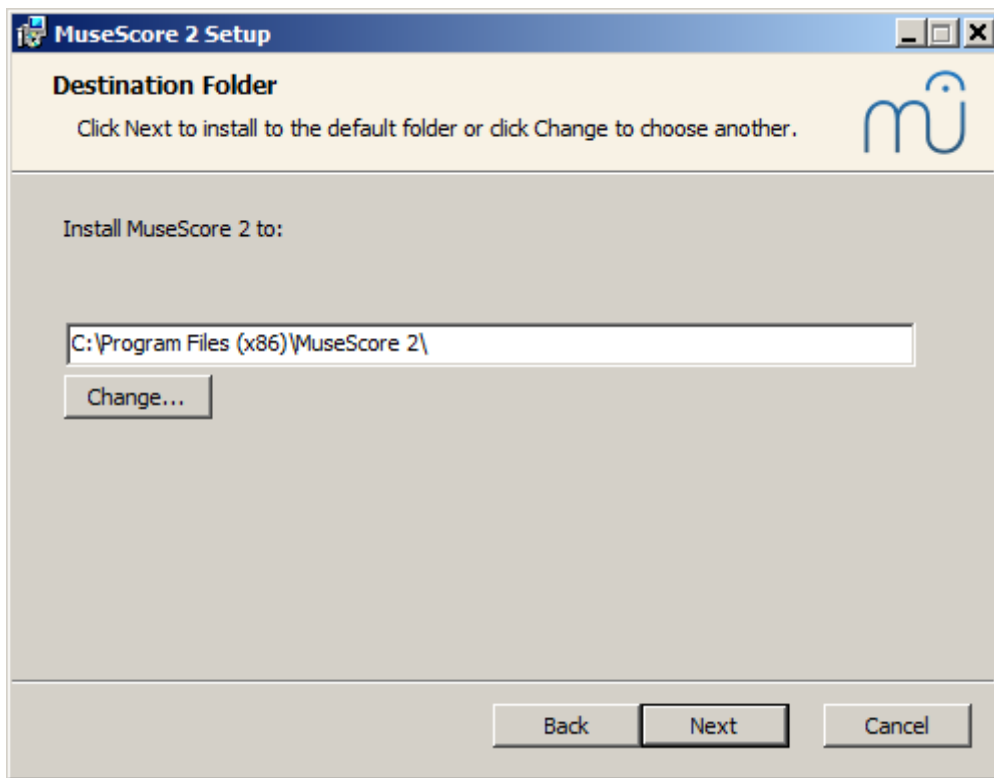 MuseScore 2 Setup
Destination Folder
Click Next to install to the default folder or click Change to choose another.
Install MuseScore 2 to:
C:\Program Files (x86)\MuseScore 2\
Change...
Back Next Cancel